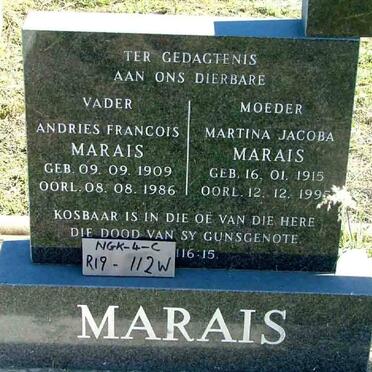 TER GEDAGTENIS
AAN ONS DIERBARE
VADER
ANDRIES FRANCOIS
MARAIS
GEB. 09. 09. 1909
OORL. 08. 08. 1986
MOEDER
MARTINA JACOBA
MARAIS
GEB. 16. 01. 1915
OORL. 12. 12.
KOSBAAR IS IN DIE OË VAN DIE HERE
DIE DOOD VAN SY GUNSGENOTE
116:15.
NGK-4-C
R19 - 112W
MARAIS